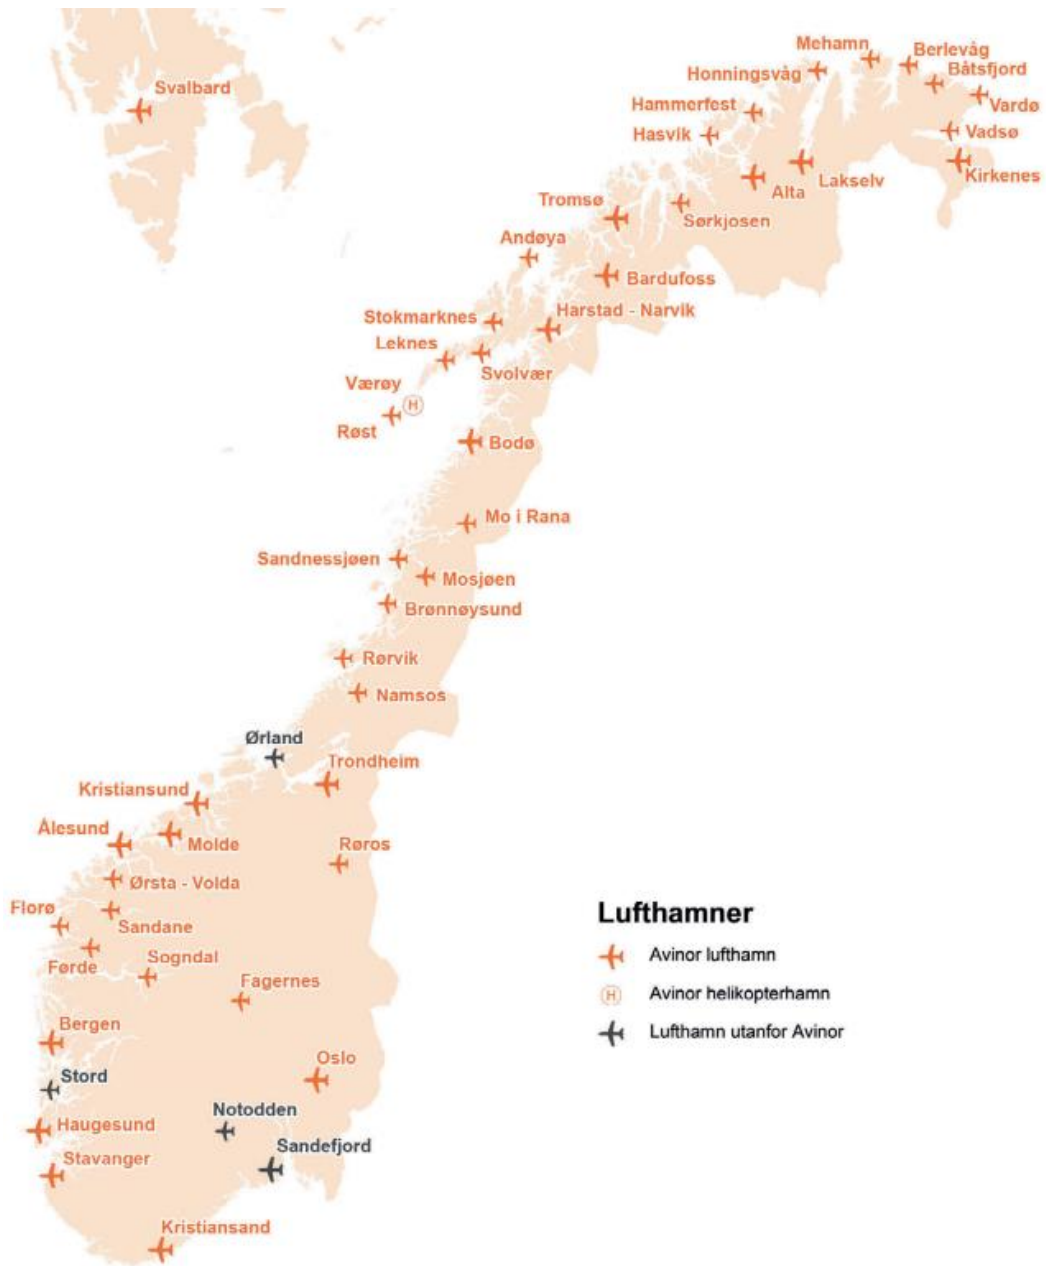 Mehamn
Berlevåg
Honningsvåg
Båtsfjord
Svalbard
Hammerfest
Vardø
Hasvik
Vadsø
Kirkenes
Lakselv
Alta
Tromsø
Sørkjosen
Andøya
Bardufoss
Harstad - Narvik
Stokmarknes
Leknes
Svolvær
Værøy
H
Røst
Bodø
Mo i Rana
Sandnessjøen
Mosjøen
Brønnøysund
Rørvik
Namsos
Ørland
Trondheim
Kristiansund
Ålesund
Molde
Røros
Ørsta - Volda
Florø
Sandane
Førde
Sogndal
Fagernes
Bergen
Oslo
Stord
Notodden
Haugesund
Sandefjord
Stavanger
Kristiansand
Lufthamner
Avinor lufthamn
H Avinor helikopterhamn
Lufthamn utanfor Avinor